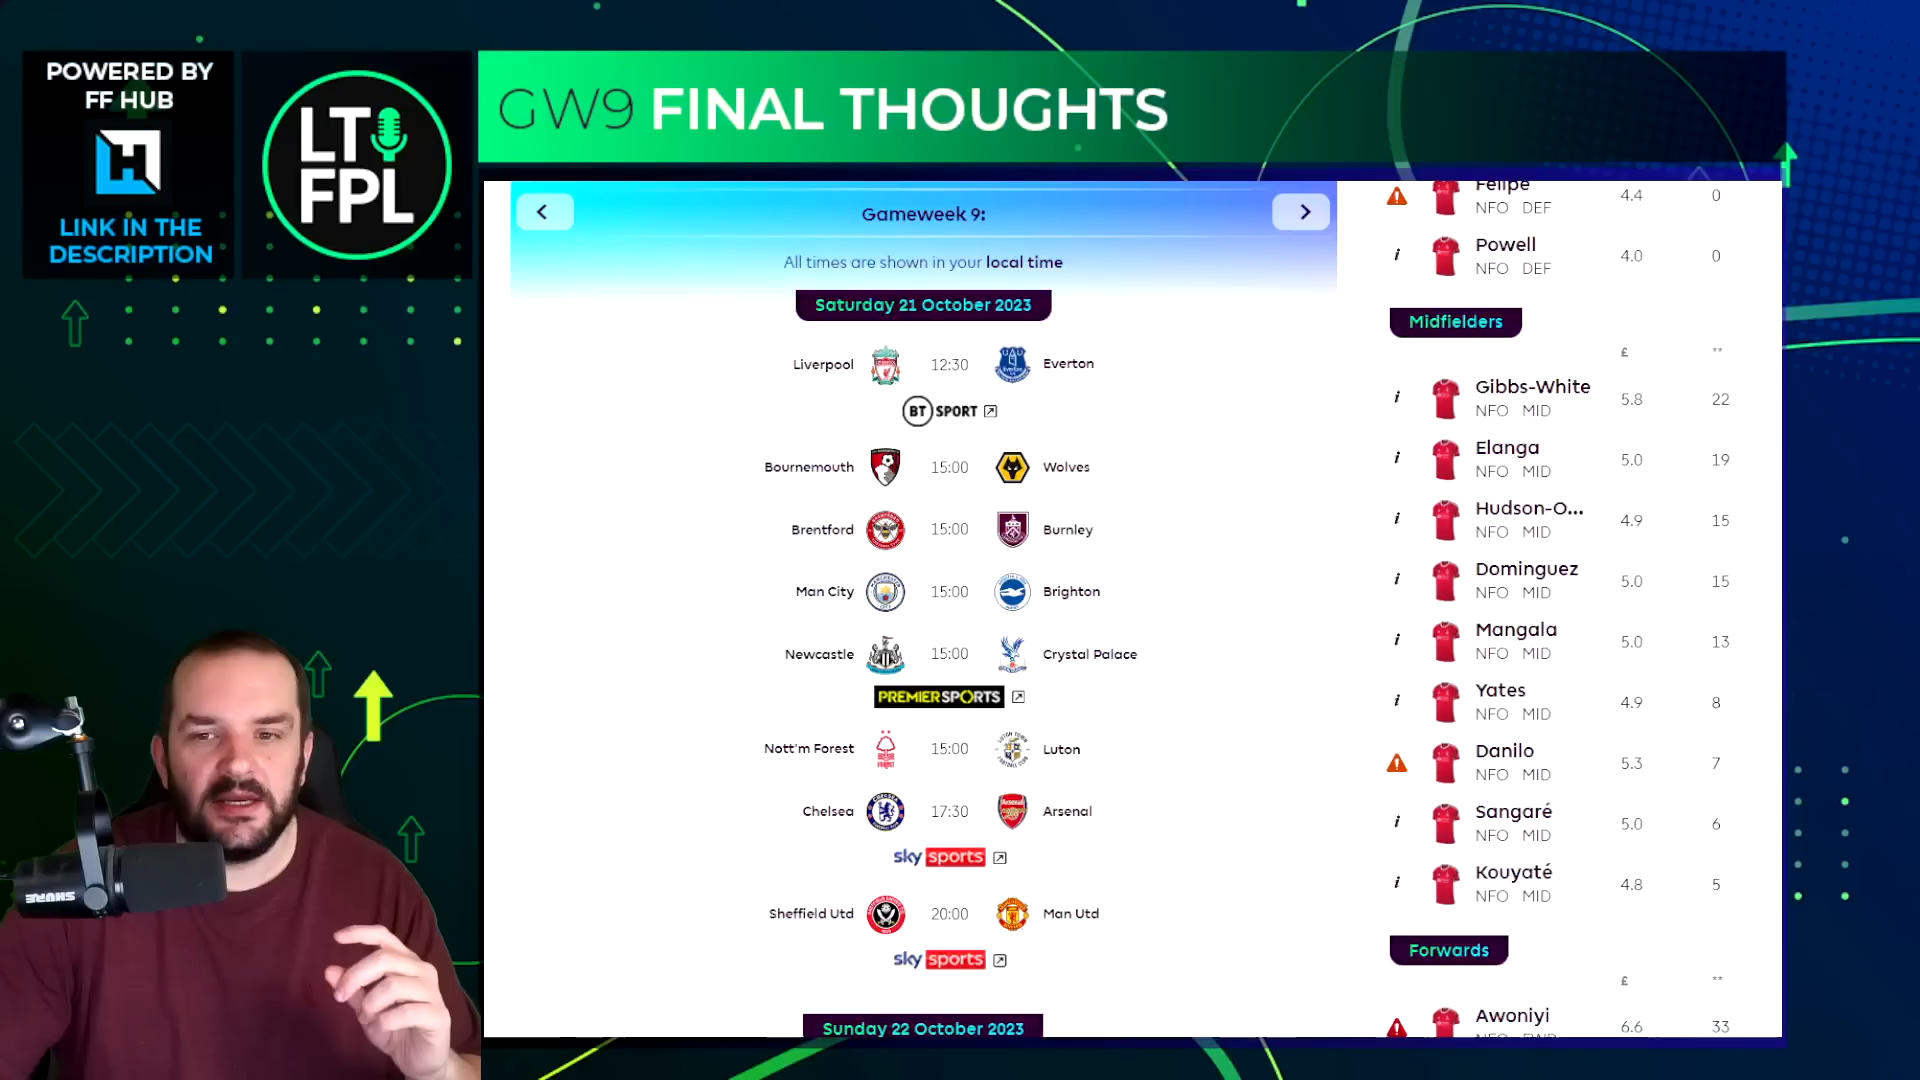 POWERED BY
FF HUB
LINK IN THE
DESCRIPTION
LT
FPL
GW9 FINAL THOUGHTS
Gameweek 9:
All times are shown in your local time
Saturday 21 October 2023
Liverpool 12:30 Everton
BT SPORT
Bournemouth 15:00 Wolves
Brentford 15:00 Burnley
Man City 15:00 Brighton
Newcastle 15:00 Crystal Palace
PREMIER SPORTS
Nott'm Forest 15:00 Luton
Chelsea 17:30 Arsenal
sky sports
Sheffield Utd 20:00 Man Utd
sky sports
Sunday 22 October 2023
Felipe
NFO DEF 4.4 0
Powell
NFO DEF 4.0 0
Midfielders
£ **
Gibbs-White
NFO MID 5.8 22
Elanga
NFO MID 5.0 19
Hudson-O...
NFO MID 4.9 15
Dominguez
NFO MID 5.0 15
Mangala
NFO MID 5.0 13
Yates
NFO MID 4.9 8
Danilo
NFO MID 5.3 7
Sangaré
NFO MID 5.0 6
Kouyaté
NFO MID 4.8 5
Forwards
£ **
Awoniyi
6.6 33
SHURE